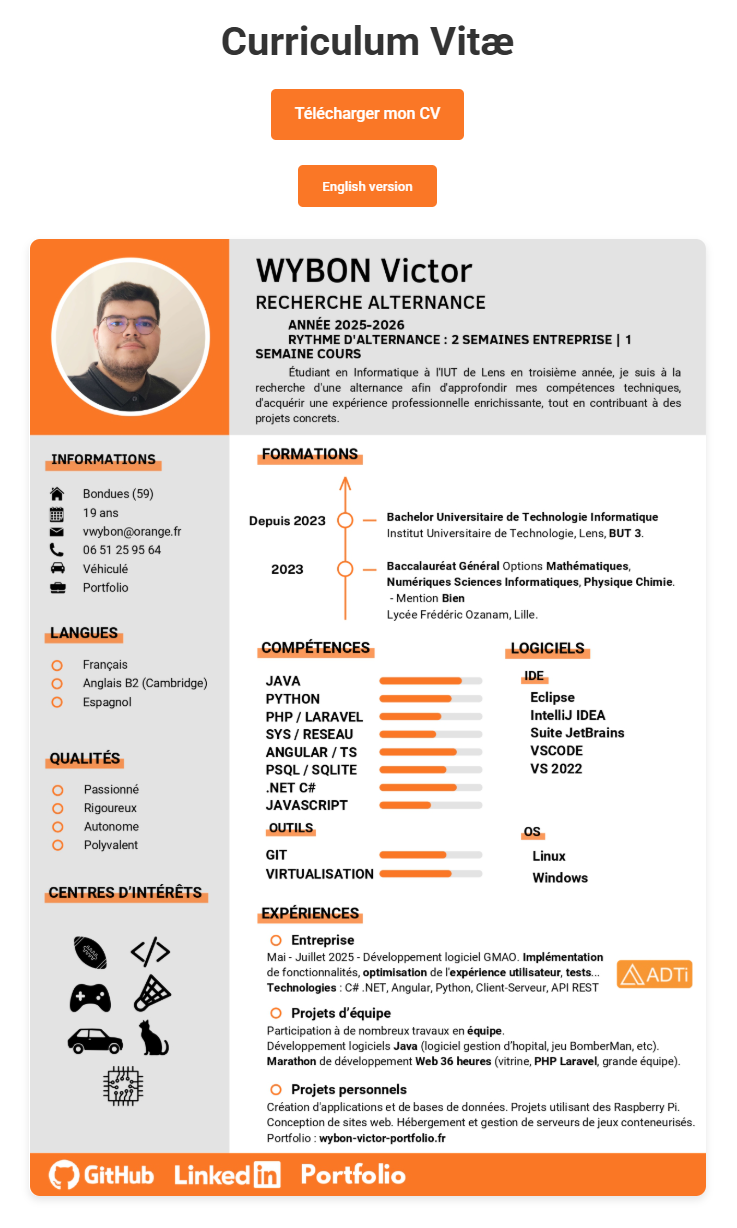 Curriculum Vitæ
Télécharger mon CV
English version
WYBON Victor
RECHERCHE ALTERNANCE
ANNÉE 2025-2026
RYTHME D'ALTERNANCE : 2 SEMAINES ENTREPRISE | 1
SEMAINE COURS
Étudiant en Informatique à l'IUT de Lens en troisième année, je suis à la
recherche d'une alternance afin d'approfondir mes compétences techniques,
d'acquérir une expérience professionnelle enrichissante, tout en contribuant à des
projets concrets.
INFORMATIONS
Bondues (59)
19 ans
vwybon@orange.fr
06 51 25 95 64
Véhiculé
Portfolio
LANGUES
Français
Anglais B2 (Cambridge)
Espagnol
QUALITÉS
Passionné
Rigoureux
Autonome
Polyvalent
CENTRES D'INTÉRÊTS
FORMATIONS
Depuis 2023
Bachelor Universitaire de Technologie Informatique
Institut Universitaire de Technologie, Lens, BUT 3.
2023
Baccalauréat Général Options Mathématiques,
Numériques Sciences Informatiques, Physique Chimie.
- Mention Bien
Lycée Frédéric Ozanam, Lille.
COMPÉTENCES
JAVA
PYTHON
PHP / LARAVEL
SYS / RESEAU
ANGULAR / TS
PSQL / SQLITE
.NET C#
JAVASCRIPT
OUTILS
GIT
VIRTUALISATION
LOGICIELS
IDE
Eclipse
IntelliJ IDEA
Suite JetBrains
VSCODE
VS 2022
OS
Linux
Windows
EXPÉRIENCES
Entreprise
Mai - Juillet 2025 - Développement logiciel GMAO. Implémentation
de fonctionnalités, optimisation de l'expérience utilisateur, tests...
Technologies : C# .NET, Angular, Python, Client-Serveur, API REST
ADTi
Projets d'équipe
Participation à de nombreux travaux en équipe.
Développement logiciels Java (logiciel gestion d'hopital, jeu BomberMan, etc).
Marathon de développement Web 36 heures (vitrine, PHP Laravel, grande équipe).
Projets personnels
Création d'applications et de bases de données. Projets utilisant des Raspberry Pi.
Conception de sites web. Hébergement et gestion de serveurs de jeux conteneurisés.
Portfolio : wybon-victor-portfolio.fr
GitHub
Linkedin
Portfolio